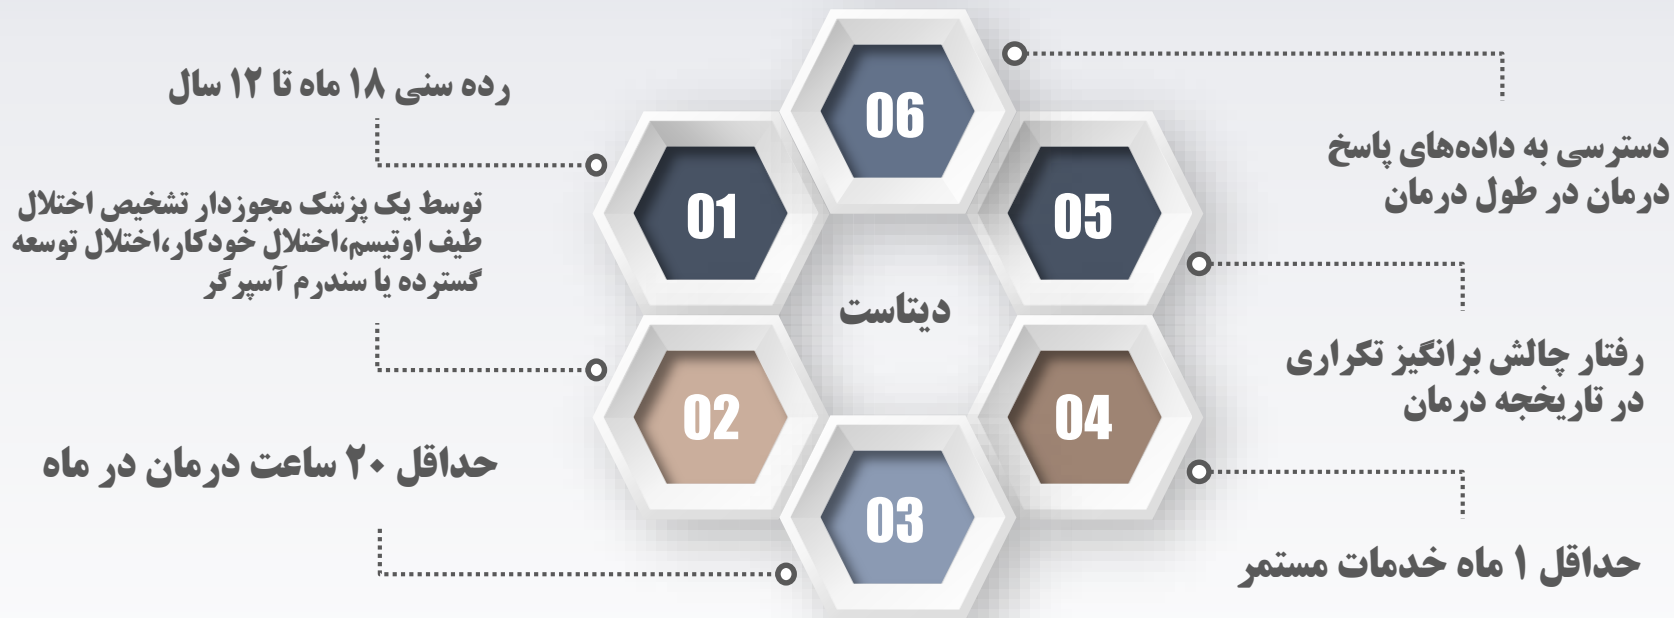 رده سنی ۱۸ ماه تا ۱۲ سال
01
توسط یک پزشک مجوزدار تشخیص اختلال
طیف اوتیسم،اختلال خودکار،اختلال توسعه
گسترده یا سندرم آسپرگر
02
حداقل ۲۰ ساعت درمان در ماه
03
حداقل ۱ ماه خدمات مستمر
04
رفتار چالش برانگیز تکراری
در تاریخجه درمان
05
دسترسی به داده‌های پاسخ
درمان در طول درمان
06
دیتاست